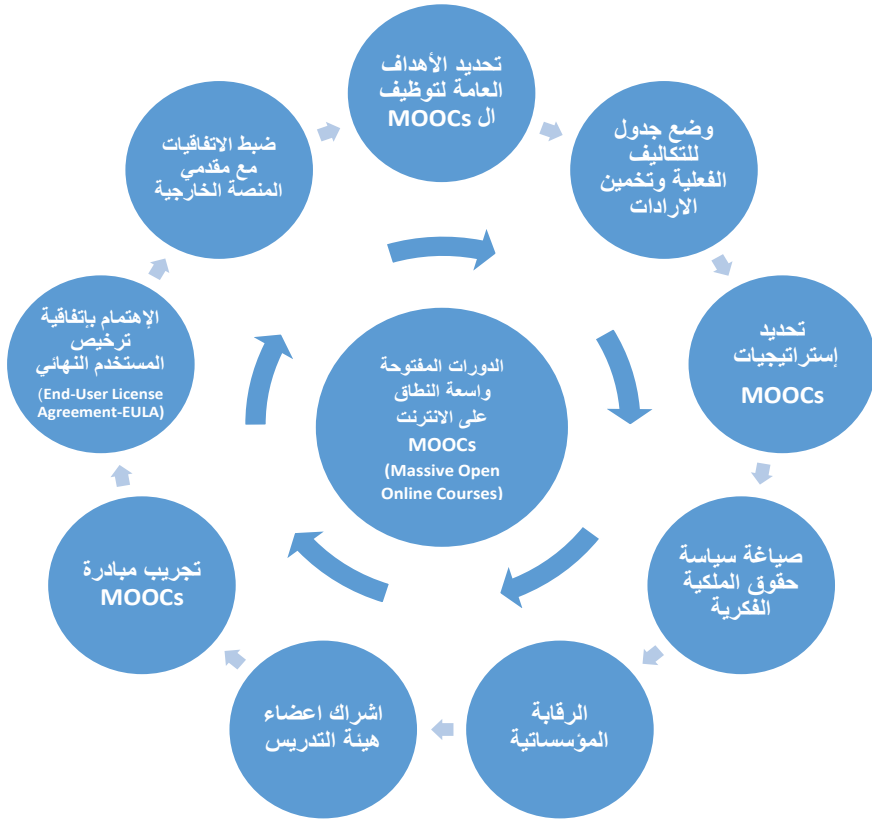 تحديد الأهداف
العامة لتوظيف
ال MOOCs
وضع جدول
للتكاليف
الفعلية وتخمين
الارادات
تحديد
إستراتيجيات
MOOCs
صياغة سياسة
حقوق الملكية
الفكرية
الرقابة
المؤسساتية
اشراك اعضاء
هيئة التدريس
تجريب مبادرة
MOOCs
الإهتمام بإتفاقية
ترخيص
المستخدم النهائي
(End-User License
Agreement-EULA)
ضبط الاتفاقيات
مع مقدمي
المنصة الخارجية
الدورات المفتوحة
واسعة النطاق
على الانترنت
MOOCs
(Massive Open
Online Courses)